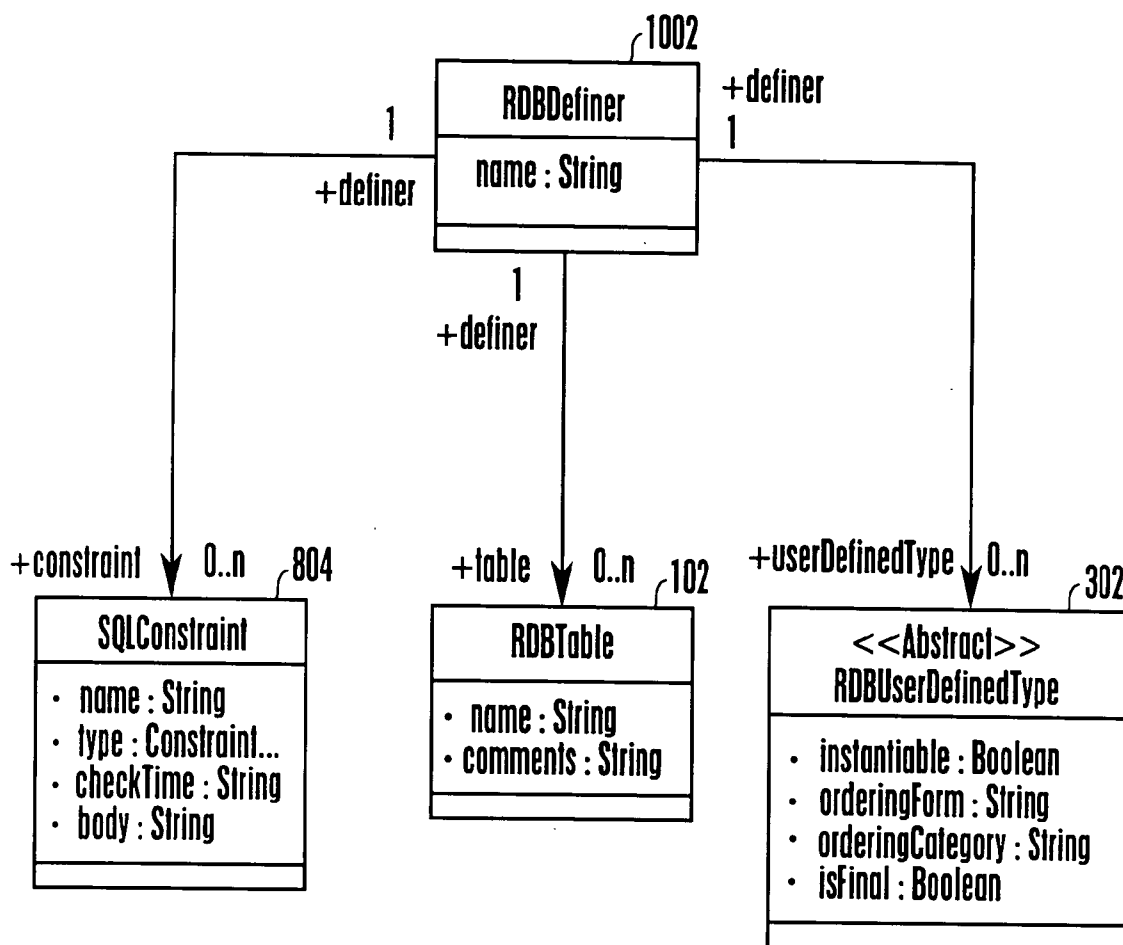 1002
RDBDefiner
name : String
1
+definer
+definer
1
1
+definer
+constraint
0..n
804
SQLConstraint
· name : String
· type : Constraint...
· checkTime : String
· body : String
+table
0..n
102
RDBTable
· name : String
· comments : String
+userDefinedType
0..n
302
<<Abstract>>
RDBUserDefinedType
· instantiable : Boolean
· orderingForm : String
· orderingCategory : String
· isFinal : Boolean